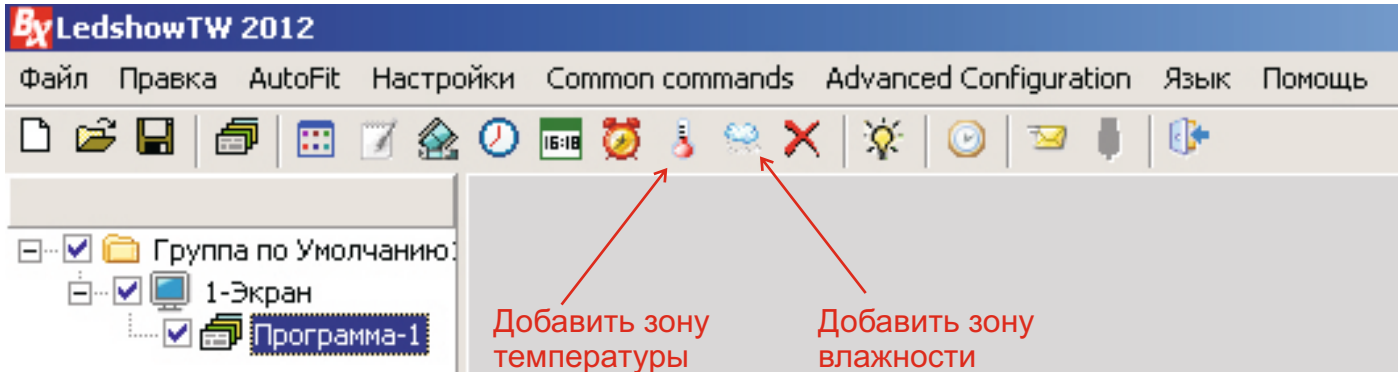 BX LedshowTW 2012
Файл Правка AutoFit Настройки Common commands Advanced Configuration Язык Помощь
16:18
Группа по Умолчанию:
1-Экран
Программа-1
Добавить зону температуры
Добавить зону влажности